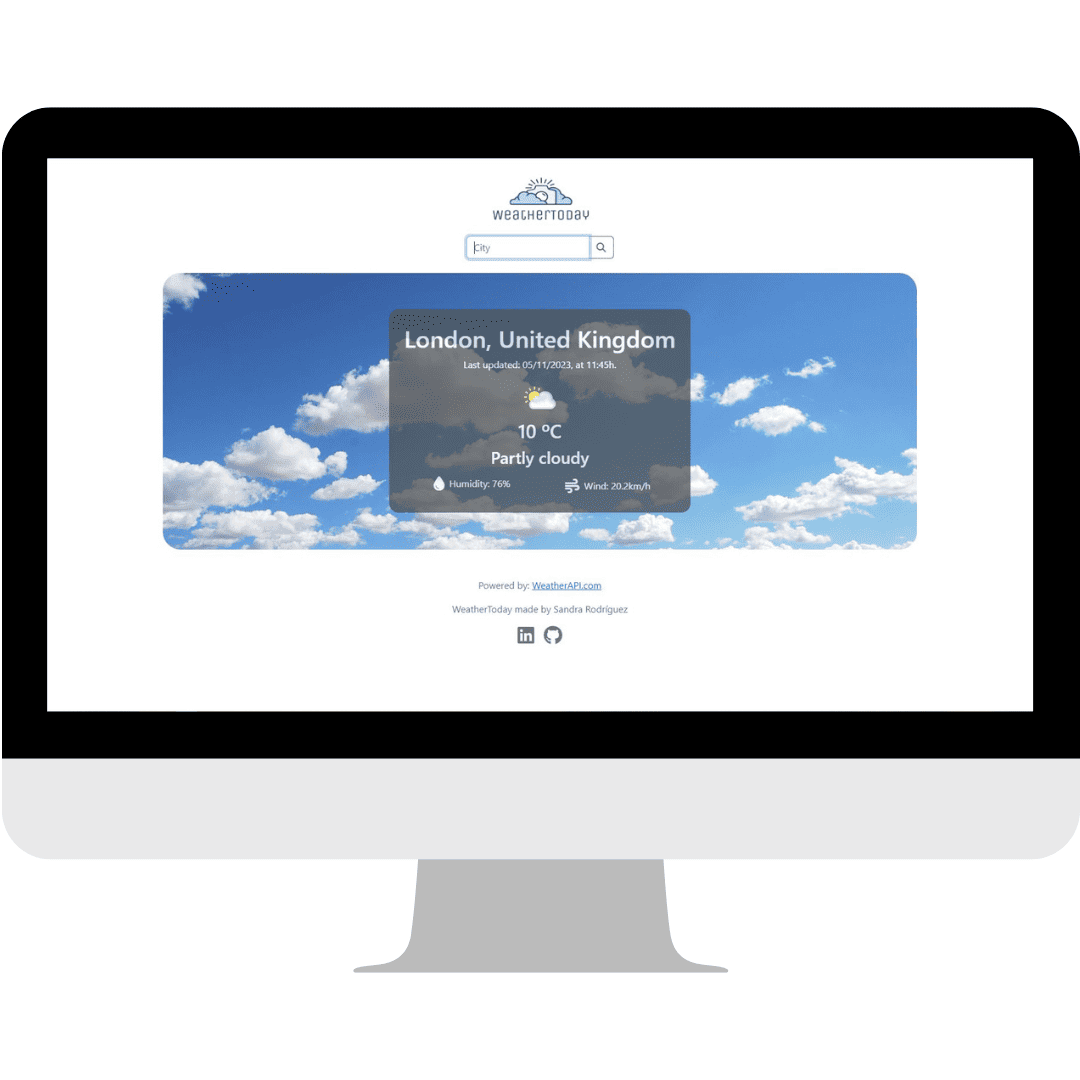 WEATHERTODAY
City
London, United Kingdom
Last updated: 05/11/2023, at 11:45h.
10 ºC
Partly cloudy
Humidity: 76%
Wind: 20.2km/h
Powered by: WeatherAPI.com
WeatherToday made by Sandra Rodríguez
in